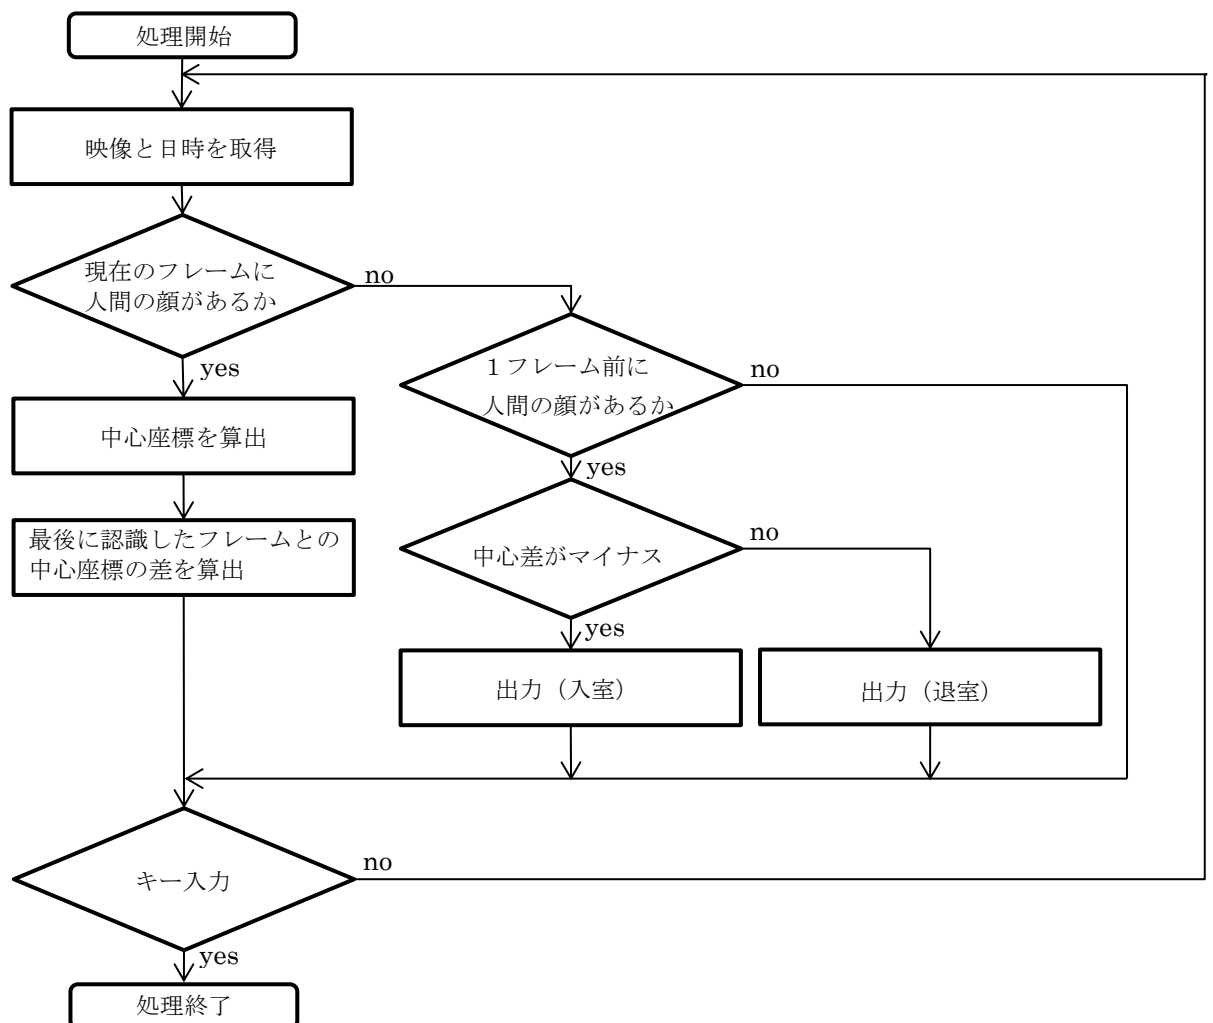 処理開始
映像と日時を取得
現在のフレームに
人間の顔があるか
no
yes
１フレーム前に
人間の顔があるか
no
yes
中心座標を算出
最後に認識したフレームとの
中心座標の差を算出
中心差がマイナス
no
yes
出力（入室）
出力（退室）
キー入力
no
yes
処理終了